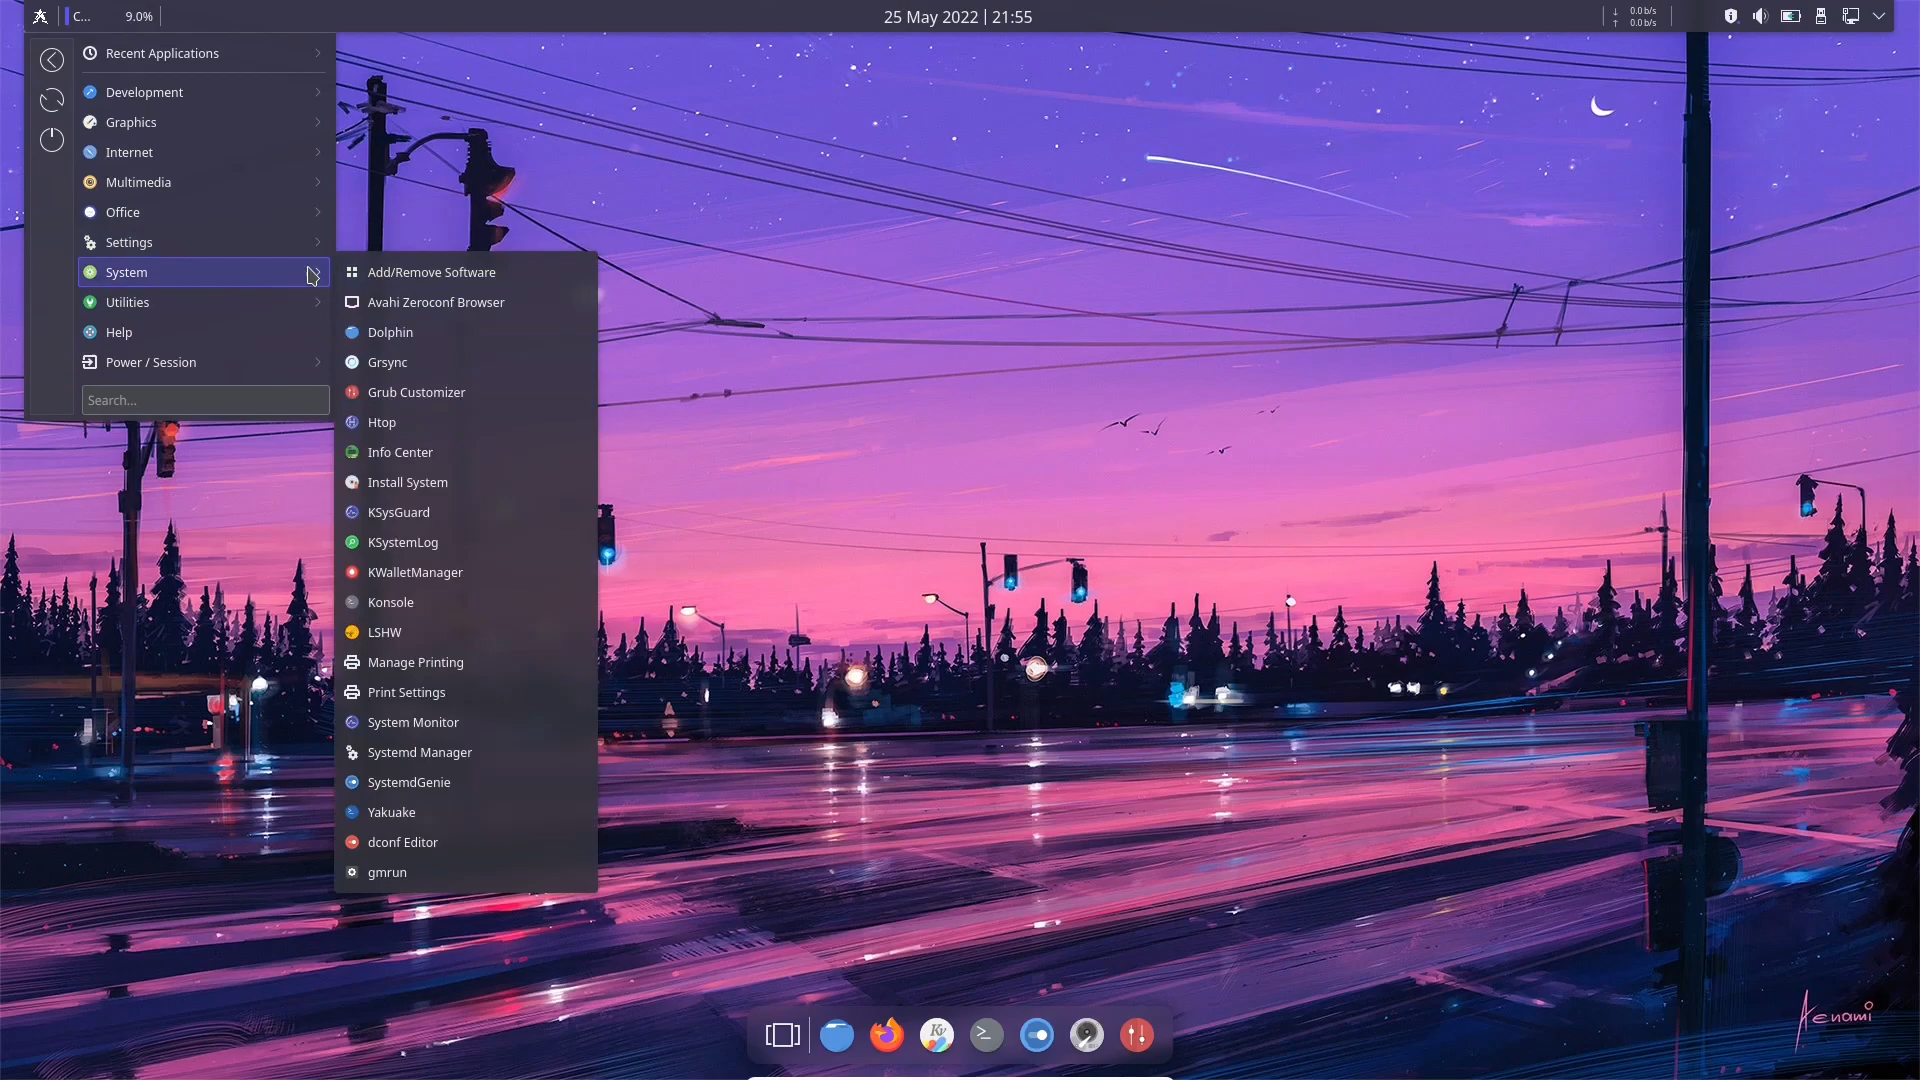 C... 9.0%
25 May 2022 | 21:55
↓ 0.0 b/s
↑ 0.0 b/s
Recent Applications
Development
Graphics
Internet
Multimedia
Office
Settings
System
Utilities
Help
Power / Session
Search...
Add/Remove Software
Avahi Zeroconf Browser
Dolphin
Grsync
Grub Customizer
Htop
Info Center
Install System
KSysGuard
KSystemLog
KWalletManager
Konsole
LSHW
Manage Printing
Print Settings
System Monitor
Systemd Manager
SystemdGenie
Yakuake
dconf Editor
gmrun
Kv
Aenami